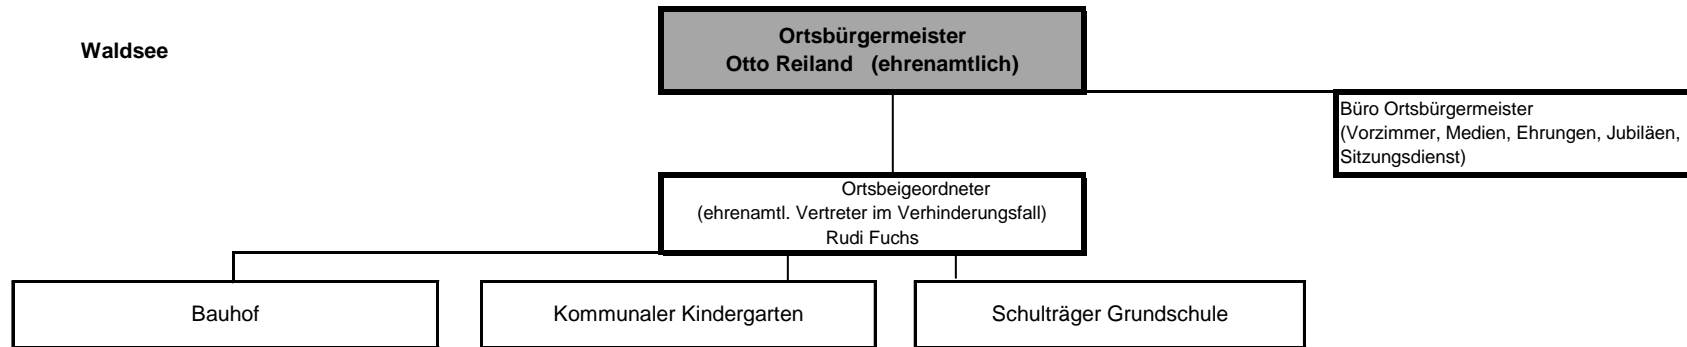 Waldsee
Ortsbürgermeister
Otto Reiland (ehrenamtlich)
Büro Ortsbürgermeister
(Vorzimmer, Medien, Ehrungen, Jubiläen,
Sitzungsdienst)
Ortsbeigeordneter
(ehrenamtl. Vertreter im Verhinderungsfall)
Rudi Fuchs
Bauhof
Kommunaler Kindergarten
Schulträger Grundschule